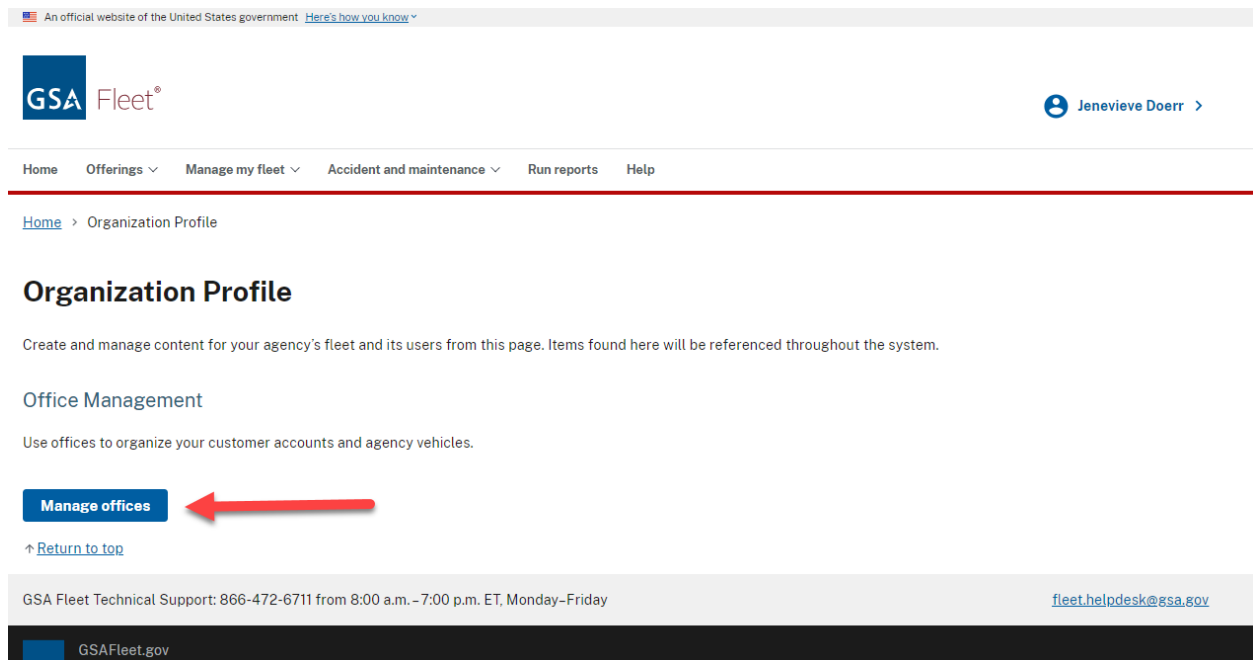 An official website of the United States government Here's how you know
GSA Fleet®
Jenevieve Doerr
Home Offerings Manage my fleet Accident and maintenance Run reports Help
Home > Organization Profile
Organization Profile
Create and manage content for your agency's fleet and its users from this page. Items found here will be referenced throughout the system.
Office Management
Use offices to organize your customer accounts and agency vehicles.
Manage offices
↑ Return to top
GSA Fleet Technical Support: 866-472-6711 from 8:00 a.m. – 7:00 p.m. ET, Monday–Friday fleet.helpdesk@gsa.gov
GSAFleet.gov